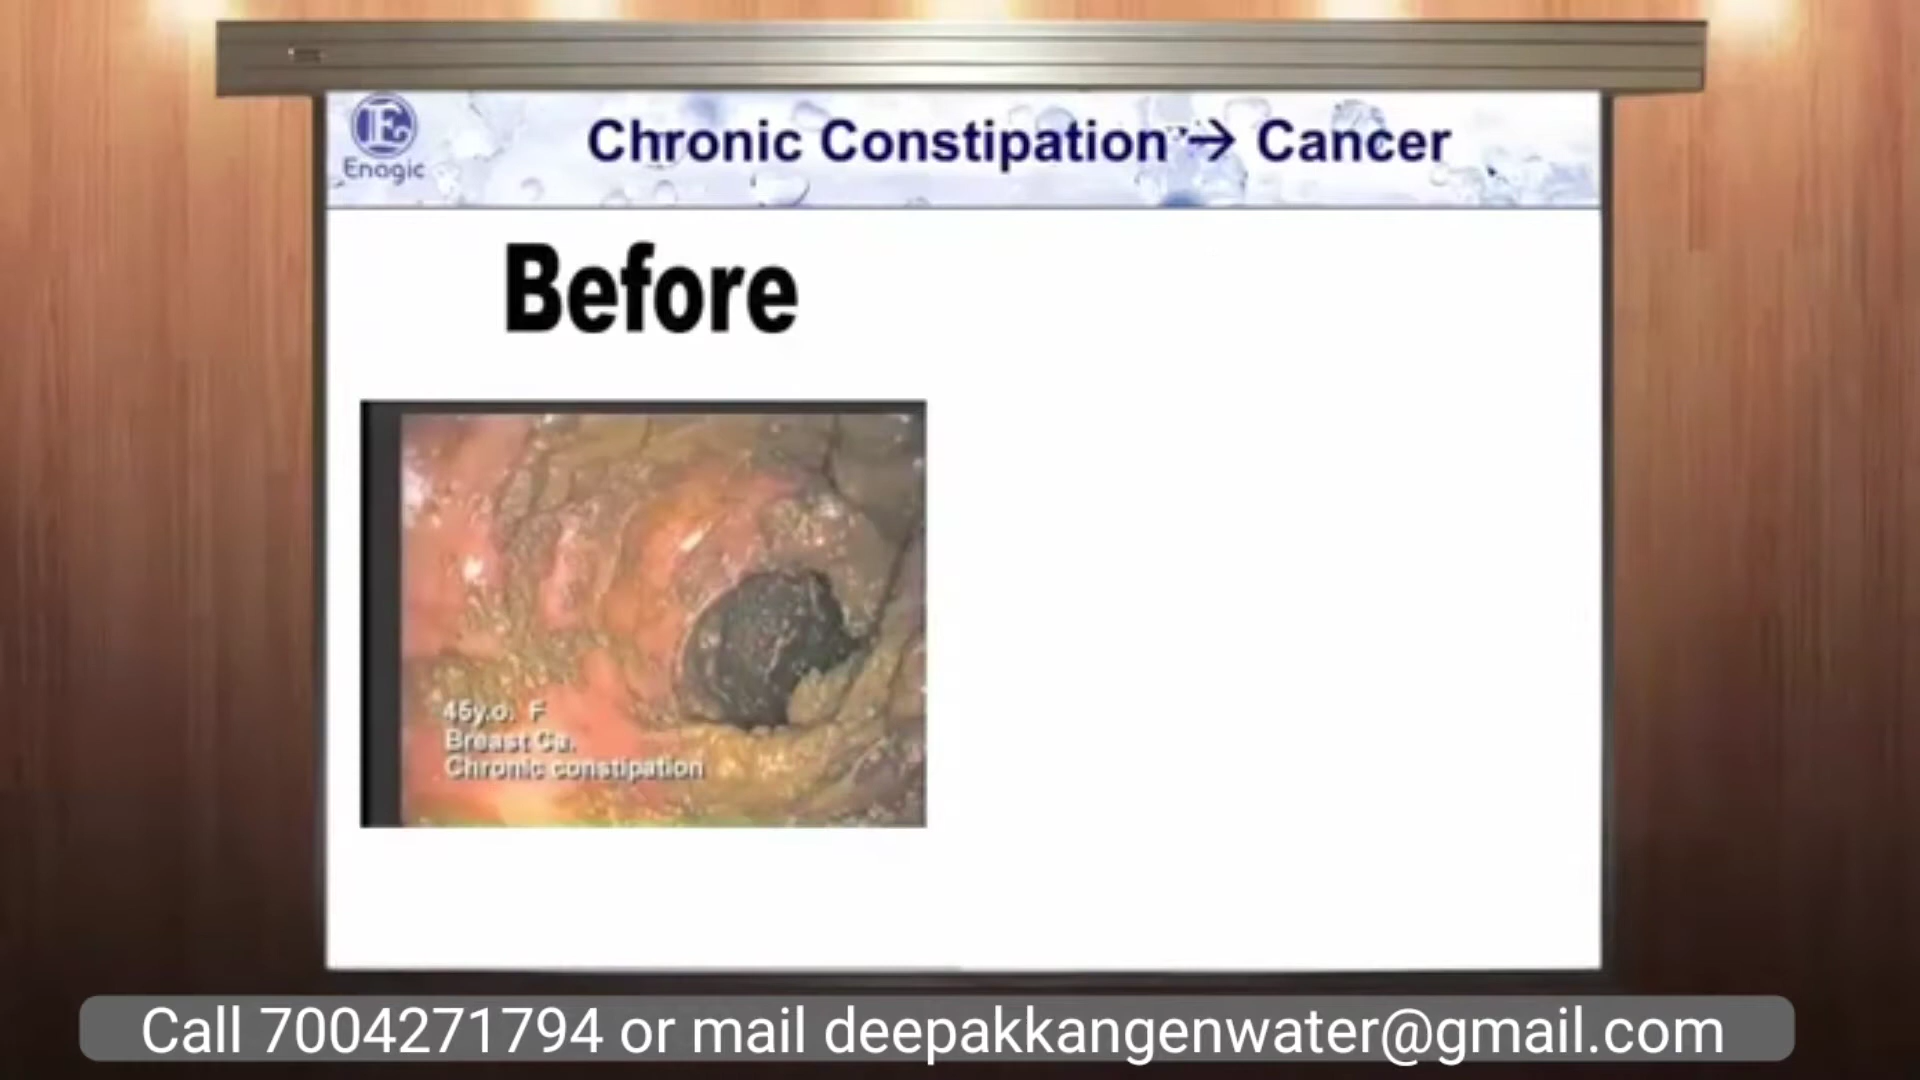 Enagic
Chronic Constipation → Cancer
Before
45y.o. F
Breast Ca.
Chronic constipation
Call 7004271794 or mail deepakkangenwater@gmail.com